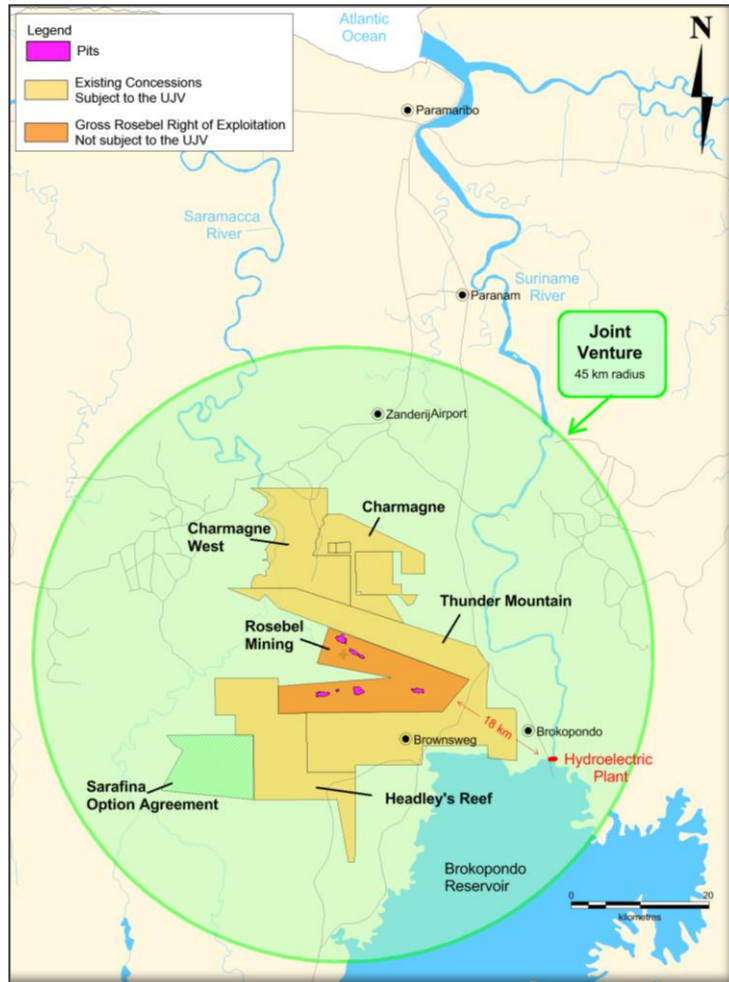 Legend
Pits
Existing Concessions
Subject to the UJV
Gross Rosebel Right of Exploitation
Not subject to the UJV
Atlantic
Ocean
N
Paramaribo
Saramacca
River
Suriname
River
Paranam
Joint
Venture
45 km radius
ZanderijAirport
Charmagne
Charmagne
West
Thunder Mountain
Rosebel
Mining
18 km
Brokopondo
Brownsweg
Hydroelectric
Plant
Sarafina
Option Agreement
Headley's Reef
Brokopondo
Reservoir
0 20
kilometres